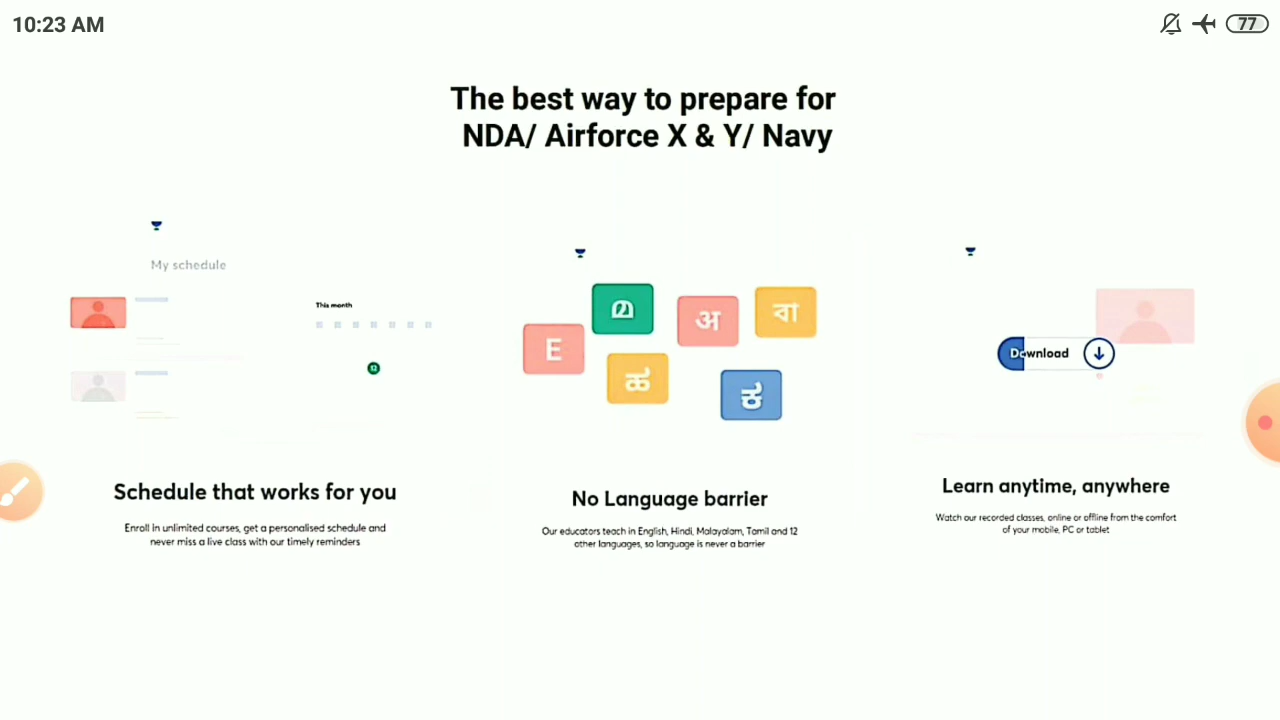 10:23 AM
77
The best way to prepare for
NDA/ Airforce X & Y/ Navy
My schedule
This month
12
E
മ
अ
বা
Download
Schedule that works for you
Enroll in unlimited courses, get a personalised schedule and
never miss a live class with our timely reminders
No Language barrier
Our educators teach in English, Hindi, Malayalam, Tamil and 12
other languages, so language is never a barrier
Learn anytime, anywhere
Watch our recorded classes, online or offline from the comfort
of your mobile, PC or tablet